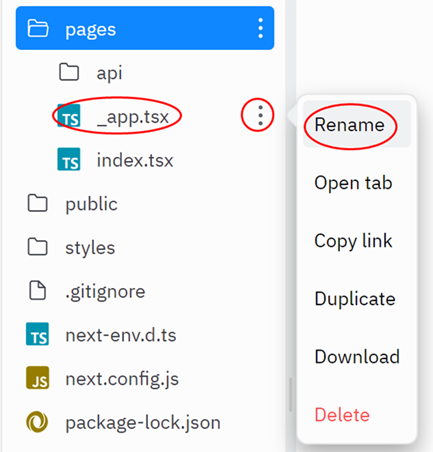 pages
api
TS _app.tsx
index.tsx
TS
public
styles
.gitignore
TS next-env.d.ts
JS next.config.js
package-lock.json
Rename
Open tab
Copy link
Duplicate
Download
Delete